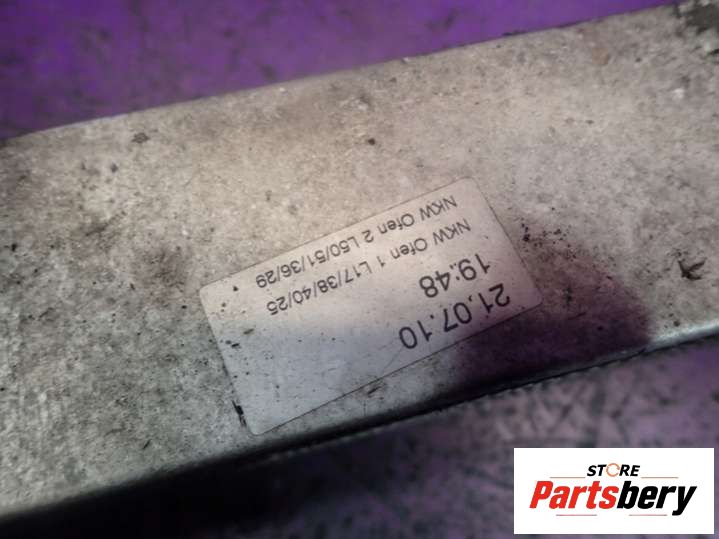 21.07.10
19:48
NKW Ofen 1 L17/38/40/25
NKW Ofen 2 L50/51/36/29
STORE
Partsbery